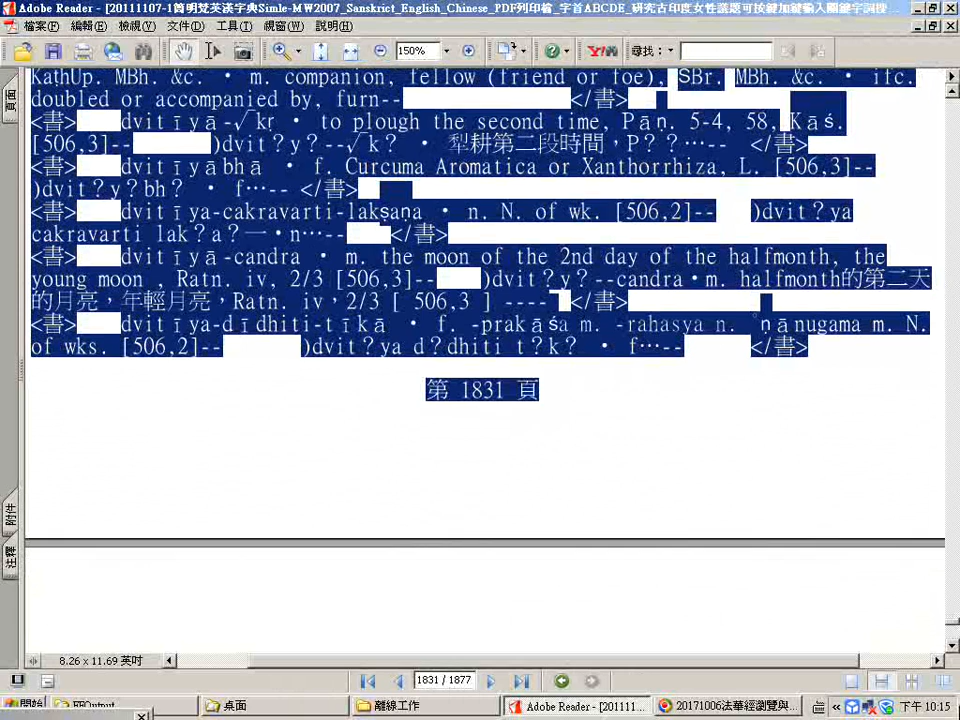 Adobe Reader - [20111107-1簡明梵英漢字典Simle-MW2007_Sanskrict_English_Chinese_PDF列印檔_字首ABCDE_研究古印度女性議題可按鍵加鍵輸入關鍵字詞搜
檔案(F) 編輯(E) 檢視(V) 文件(D) 工具(T) 視窗(W) 說明(H)
150% 尋找:
頁面
KaṭhUp. MBh. &c. • m. companion, fellow (friend or foe), ŚBr. MBh. &c. • ifc.
doubled or accompanied by, furn-- </書>
<書> dvitīyā-√ kṛ • to plough the second time, Pāṇ. 5-4, 58, Kāś.
[506,3]-- )dvit?y?--√ k? • 犁耕第二段時間，P??…-- </書>
<書> dvitīyābhā • f. Curcuma Aromatica or Xanthorrhiza, L. [506,3]--
)dvit?y?bh? • f…-- </書>
<書> dvitīya-cakravarti-lakṣaṇa • n. N. of wk. [506,2]-- )dvit?ya
cakravarti lak?a?一•n…-- </書>
<書> dvitīyā-candra • m. the moon of the 2nd day of the halfmonth, the
young moon , Ratn. iv, 2/3 [506,3]-- )dvit?y?--candra•m. halfmonth的第二天
的月亮，年輕月亮，Ratn. iv，2/3 [ 506,3 ] ---- </書>
<書> dvitīya-dīdhiti-tīkā • f. -prakāśa m. -rahasya n. °ṇānugama m. N.
of wks. [506,2]-- )dvit?ya d?dhiti t?k? • f…-- </書>
第 1831 頁
附件
注釋
8.26 x 11.69 英吋
1831 / 1877
開始 FFOutput 桌面 離線工作 Adobe Reader - [201111... 20171006法華經瀏覽與... 下午 10:15